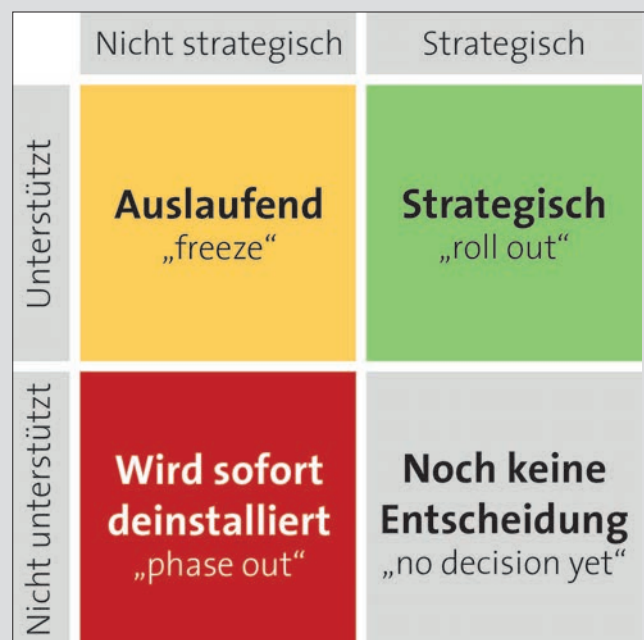 Nicht strategisch
Strategisch
Unterstützt
Auslaufend
„freeze“
Strategisch
„roll out“
Nicht unterstützt
Wird sofort
deinstalliert
„phase out“
Noch keine
Entscheidung
„no decision yet“